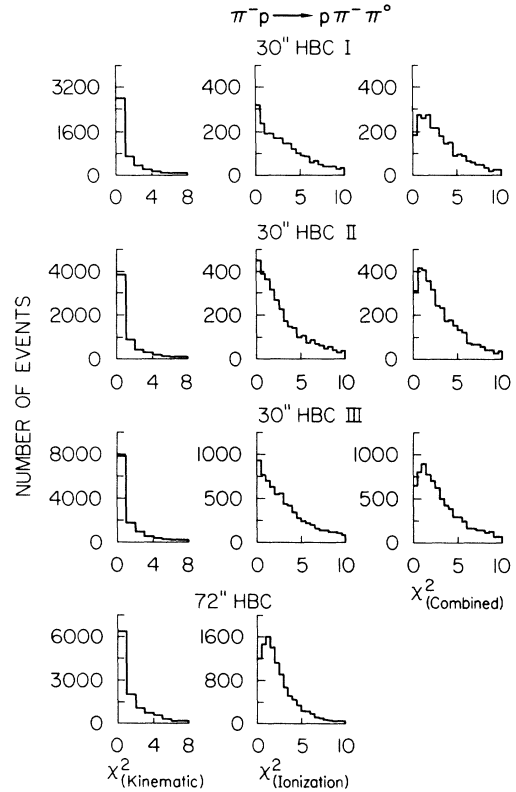 π⁻p ⟶ pπ⁻π°
30" HBC I
3200
1600
0
0 4 8
400
200
0
0 5 10
400
200
0
0 5 10
30" HBC II
4000
2000
0
0 4 8
400
200
0
0 5 10
400
200
0
0 5 10
NUMBER OF EVENTS
30" HBC III
8000
4000
0
0 4 8
1000
500
0
0 5 10
1000
500
0
0 5 10
χ²(Combined)
72" HBC
6000
3000
0
0 4 8
χ²(Kinematic)
1600
800
0
0 5 10
χ²(Ionization)